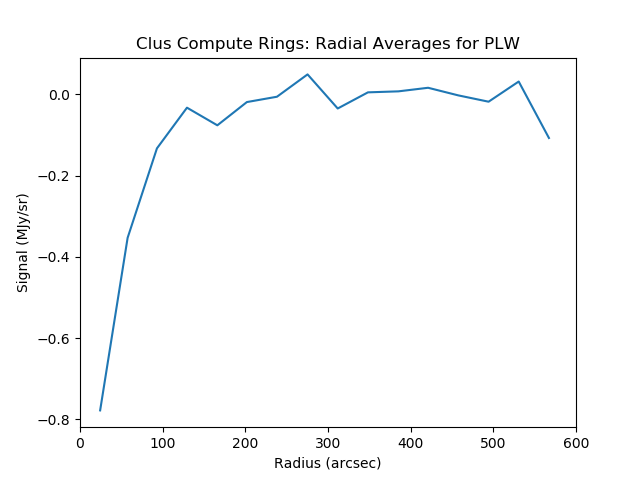 Clus Compute Rings: Radial Averages for PLW
0.0
−0.2
−0.4
−0.6
−0.8
Signal (MJy/sr)
0 100 200 300 400 500 600
Radius (arcsec)